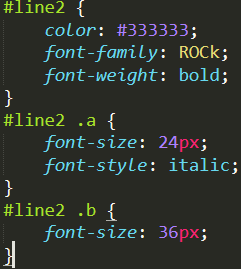 #line2 {
color: #333333;
font-family: ROCk;
font-weight: bold;
}
#line2 .a {
font-size: 24px;
font-style: italic;
}
#line2 .b {
font-size: 36px;
}